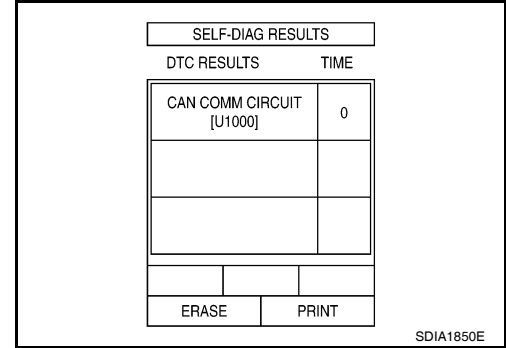 SELF-DIAG RESULTS
DTC RESULTS TIME
CAN COMM CIRCUIT 0
[U1000]
ERASE PRINT
SDIA1850E